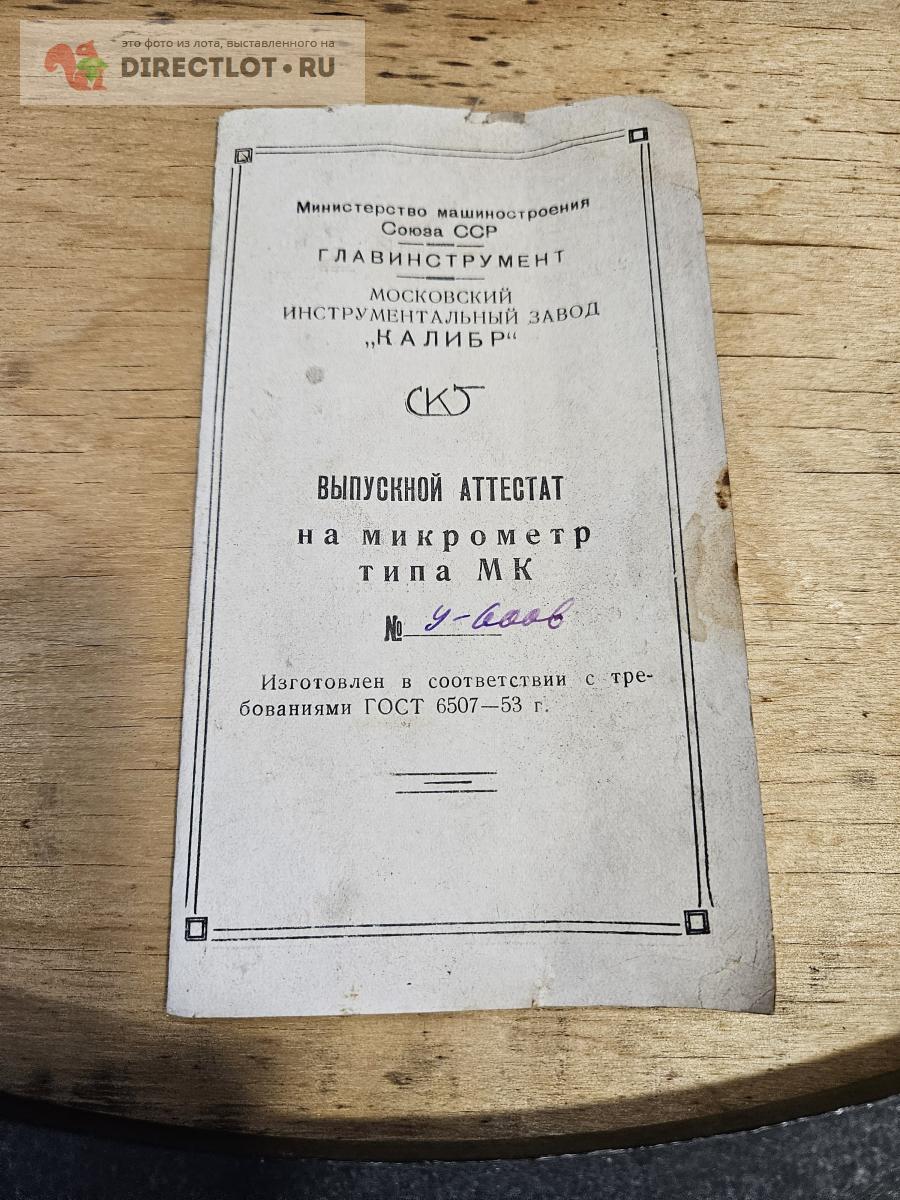 это фото из лота, выставленного на
DIRECTLOT.RU
Министерство машиностроения
Союза ССР
ГЛАВИНСТРУМЕНТ
МОСКОВСКИЙ
ИНСТРУМЕНТАЛЬНЫЙ ЗАВОД
„КАЛИБР“
ВЫПУСКНОЙ АТТЕСТАТ
на микрометр
типа МК
№
Изготовлен в соответствии с тре-
бованиями ГОСТ 6507—53 г.